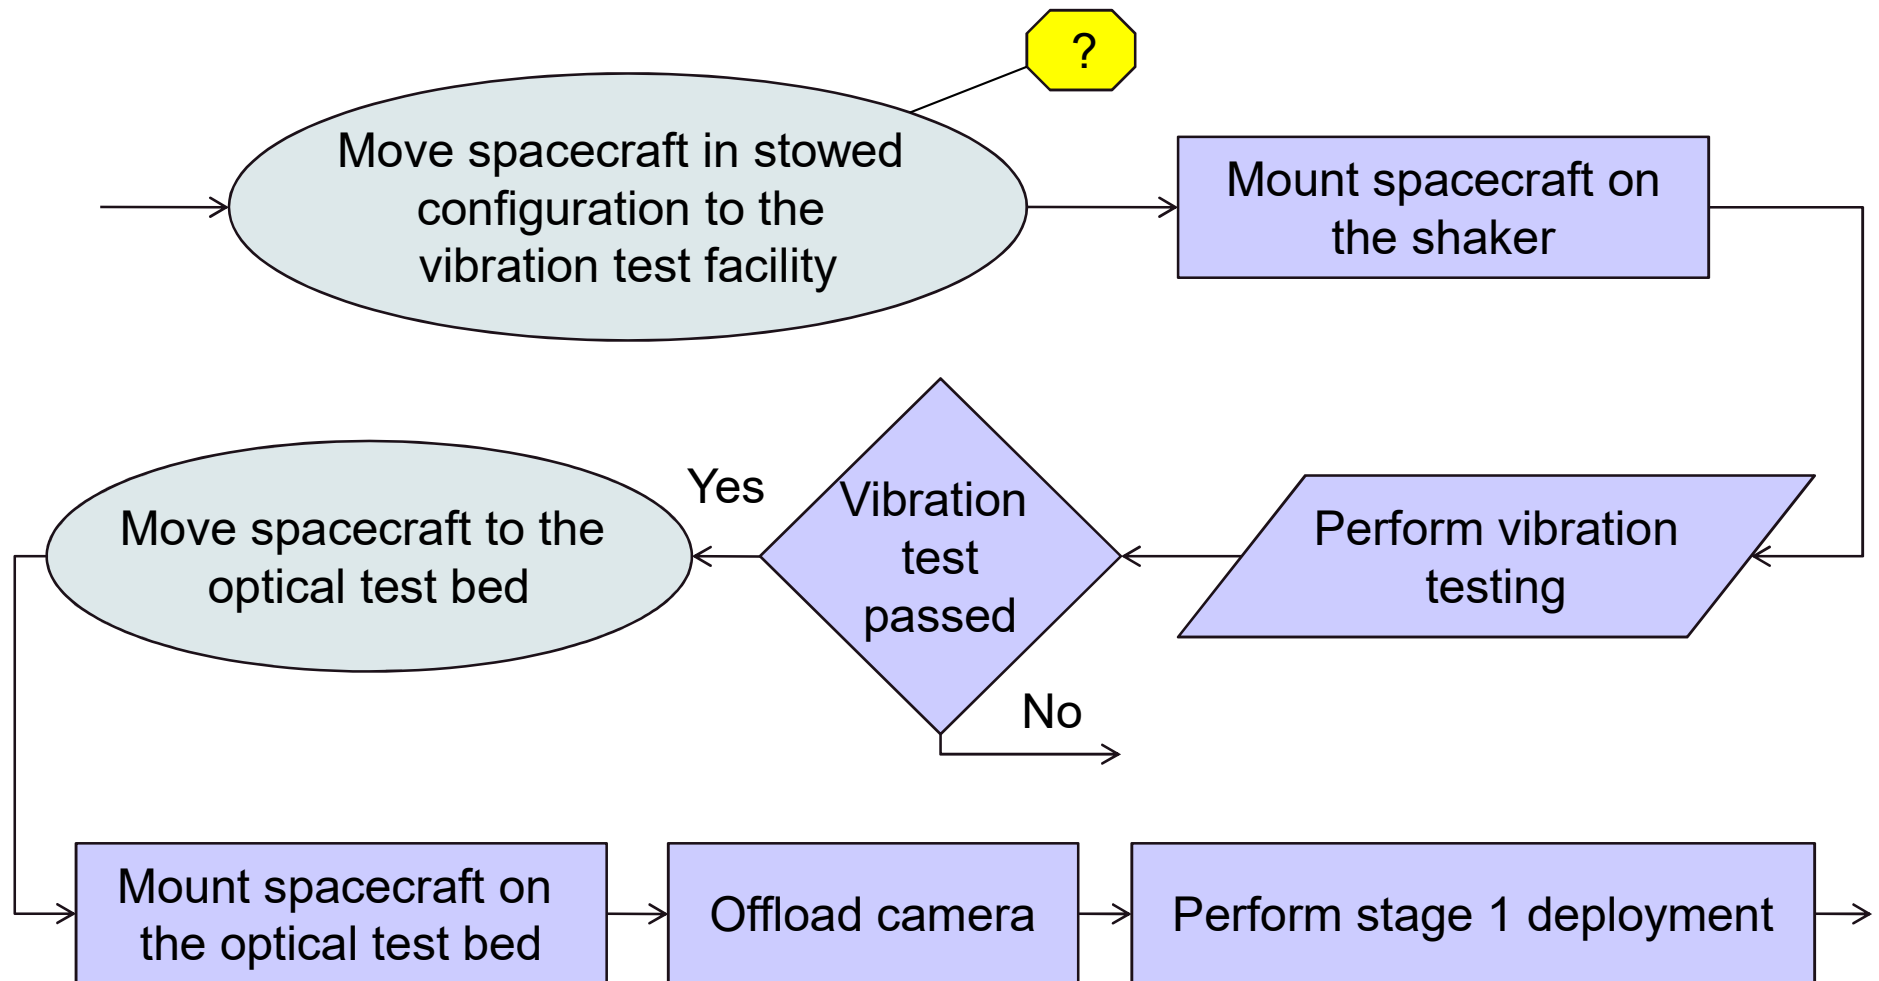 ?
Move spacecraft in stowed
configuration to the
vibration test facility
Mount spacecraft on
the shaker
Perform vibration
testing
Vibration
test
passed
Yes
No
Move spacecraft to the
optical test bed
Mount spacecraft on
the optical test bed
Offload camera
Perform stage 1 deployment